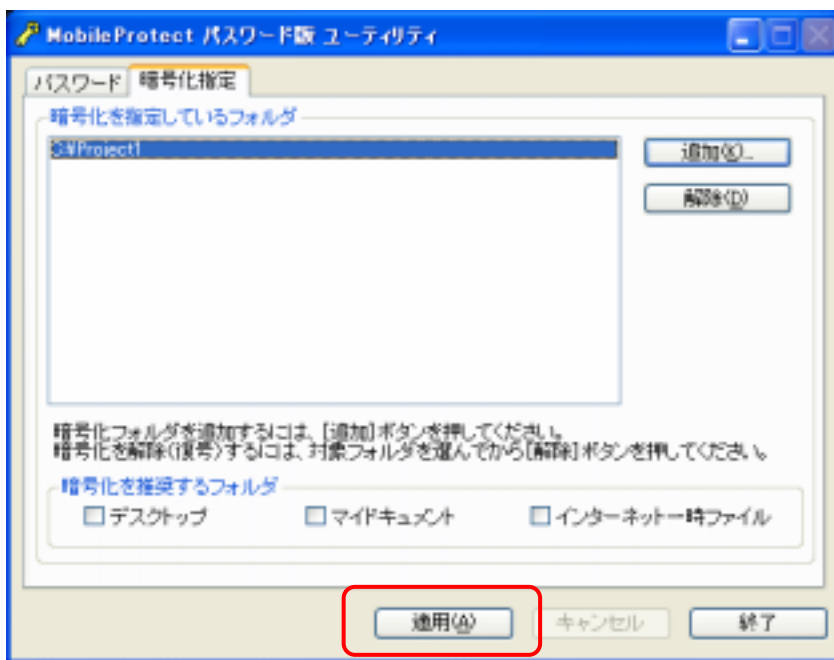 MobileProtect パスワード版 ユーティリティ
パスワード 暗号化指定
暗号化を指定しているフォルダ
C:¥Project1
追加(K)...
解除(D)
暗号化フォルダを追加するには、[追加]ボタンを押してください。
暗号化を解除(復号)するには、対象フォルダを選んでから[解除]ボタンを押してください。
暗号化を推奨するフォルダ
デスクトップ マイドキュメント インターネット一時ファイル
適用(A) キャンセル 終了